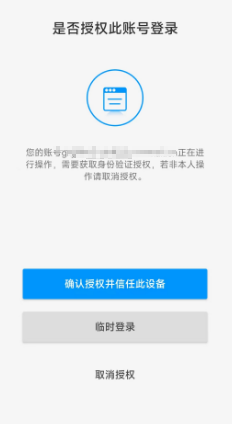 是否授权此账号登录
您的账号g正在进
行操作，需要获取身份验证授权，若非本人操
作请取消授权。
确认授权并信任此设备
临时登录
取消授权